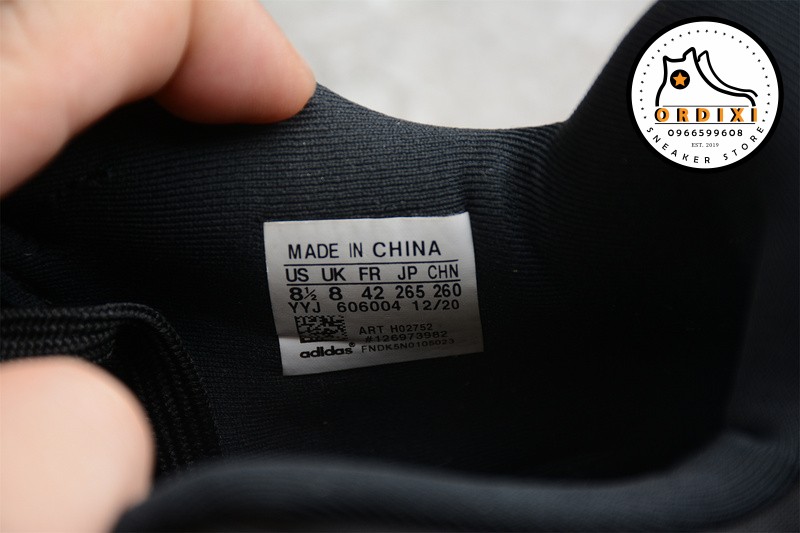 ORDIXI
0966599608
EST. 2019
SNEAKER STORE
MADE IN CHINA
US UK FR JP CHN
8½ 8 42 265 260
YYJ 606004 12/20
ART H02752
#126973982
adidas® FNDK5N0108023